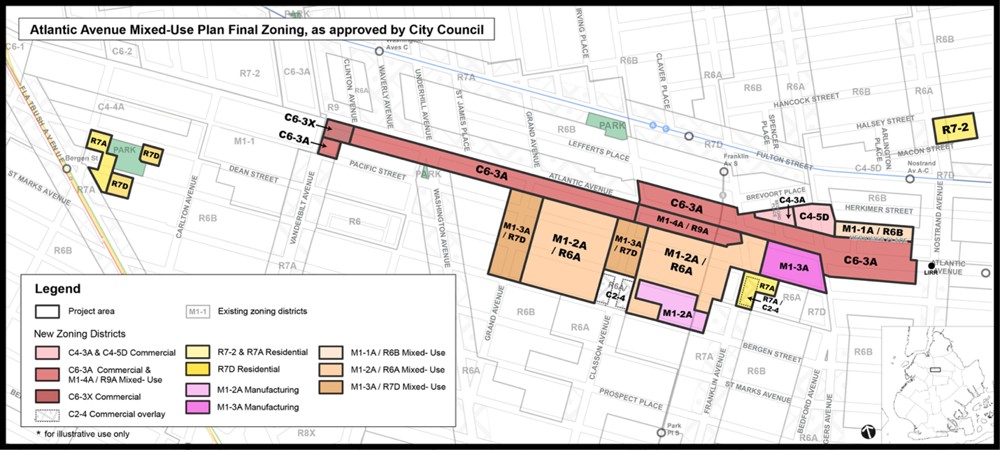 PARK
Atlantic Avenue Mixed-Use Plan Final Zoning, as approved by City Council
IRVING PLACE
C6-1
C6-2
Washington
Aves C
R6B
R7-2
C6-3A
CLINTON AVENUE
WAVERLY AVENUE
UNDERHILL AVENUE
R7A
R6B
CLAVER PLACE
R6A
R6A
ST JAMES PLACE
R6B
R6A
R6B
R6A
HANCOCK STREET
FLATBUSH AVENUE
C4-4A
R9
GRAND AVENUE
SPENCER
PLACE
HALSEY STREET
C6-3X
C6-3A
R6B
PARK
A
C
R7D
ARLINGTON
PLACE
MACON STREET
R7-2
M1-1
R7A
PARK
R7D
LEFFERTS PLACE
FULTON STREET
Bergen St
Franklin
Av S
C4-5D
Nostrand
Av A-C
R7D
ST MARKS AVENUE
R7A
R7D
DEAN STREET
PACIFIC STREET
PARK
C6-3A
ATLANTIC AVENUE
CARLTON AVENUE
VANDERBILT AVENUE
WASHINGTON AVENUE
BREVOORT PLACE
C4-3A
R6B
HERKIMER STREET
NOSTRAND AVENUE
C6-3A
C4-5D
R6B
R6
M1-4A / R9A
M1-1A / R6B
HERKIMER PLACE
M1-3A
/ R7D
M1-2A
/ R6A
M1-3A
/ R7D
M1-2A /
R6A
M1-3A
C6-3A
ATLANTIC
AVENUE
LIRR
R6B
R7A
R6A/
C2-4
R7A
R7A /
C2-4
R6A
R7D
M1-2A
GRAND AVENUE
R6B
R6A
CLASSON AVENUE
R6A
R7A
FRANKLIN AVENUE
BERGEN STREET
R6B
ST MARKS AVENUE
BEDFORD AVENUE
R6B
PROSPECT PLACE
Park
Pl S
R6A
GERS AVENUE
R8X
Legend
Project area
M1-1
Existing zoning districts
New Zoning Districts
C4-3A & C4-5D Commercial
C6-3A Commercial &
M1-4A / R9A Mixed- Use
C6-3X Commercial
C2-4 Commercial overlay
* for illustrative use only
R7-2 & R7A Residential
R7D Residential
M1-2A Manufacturing
M1-3A Manufacturing
M1-1A / R6B Mixed- Use
M1-2A / R6A Mixed- Use
M1-3A / R7D Mixed- Use